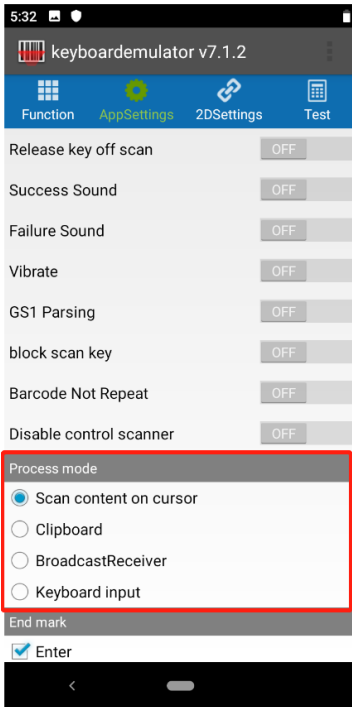 5:32
keyboardemulator v7.1.2
Function AppSettings 2DSettings Test
Release key off scan OFF
Success Sound OFF
Failure Sound OFF
Vibrate OFF
GS1 Parsing OFF
block scan key OFF
Barcode Not Repeat OFF
Disable control scanner OFF
Process mode
Scan content on cursor
Clipboard
BroadcastReceiver
Keyboard input
End mark
Enter